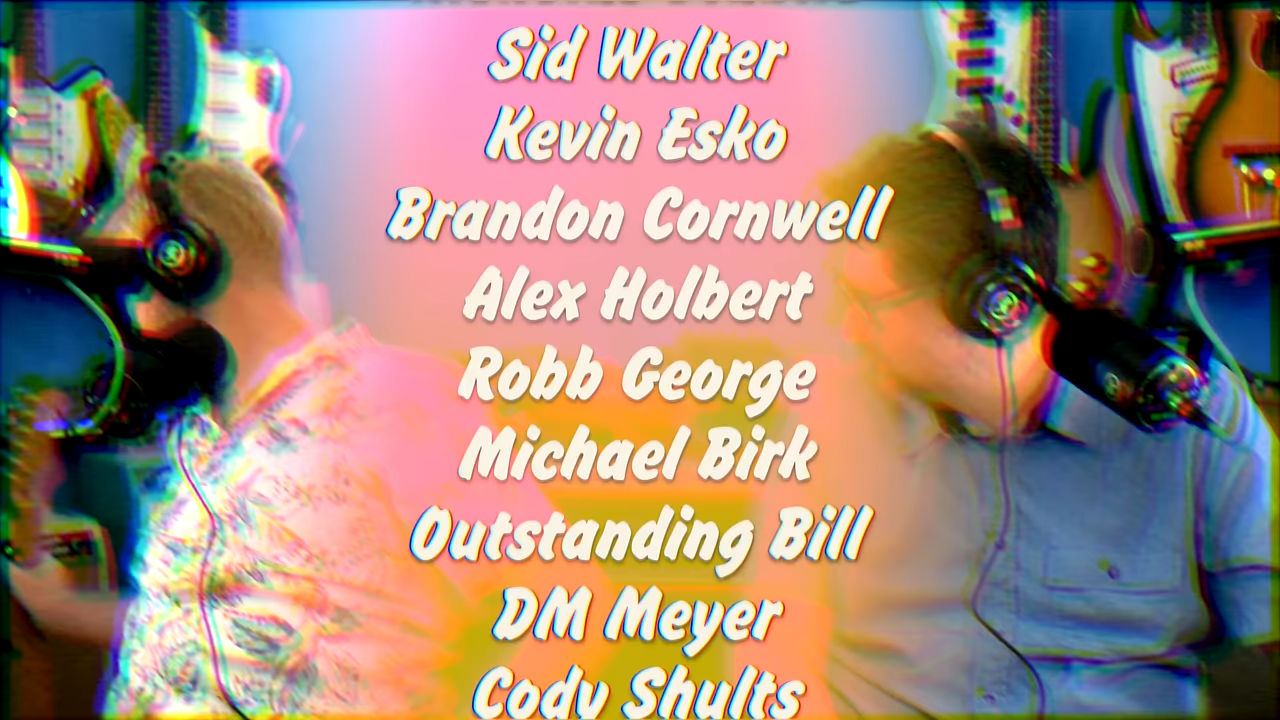 Sid Walter
Kevin Esko
Brandon Cornwell
Alex Holbert
Robb George
Michael Birk
Outstanding Bill
DM Meyer
Cody Shults